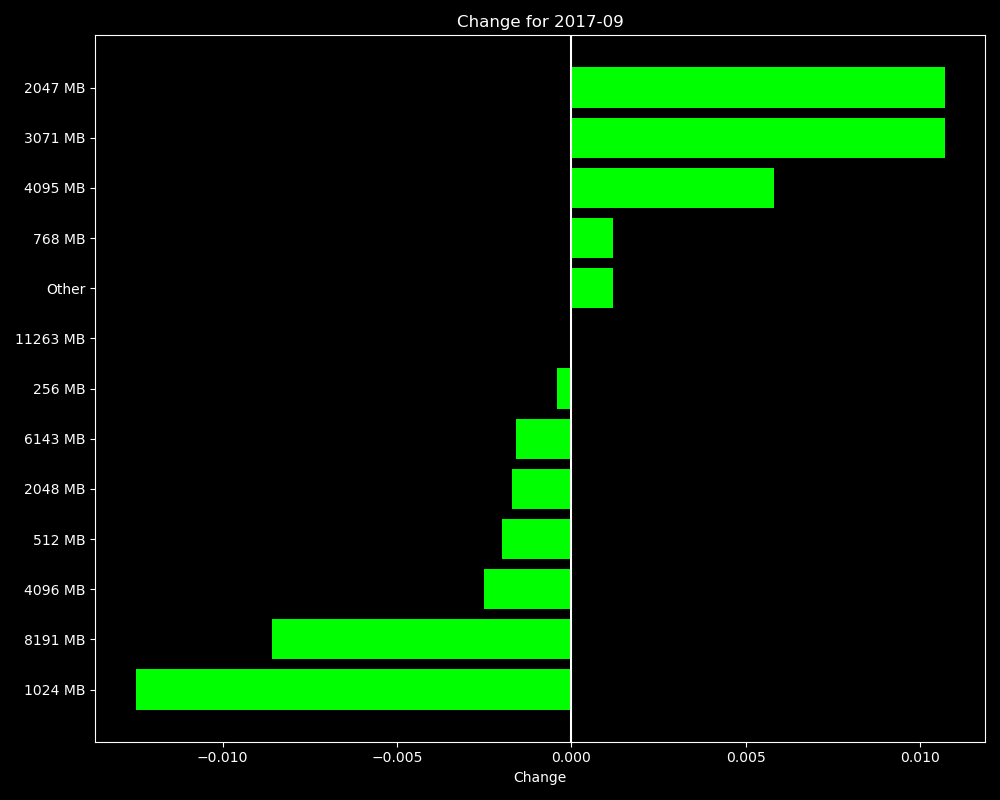 Change for 2017-09
2047 MB
3071 MB
4095 MB
768 MB
Other
11263 MB
256 MB
6143 MB
2048 MB
512 MB
4096 MB
8191 MB
1024 MB
−0.010 −0.005 0.000 0.005 0.010
Change